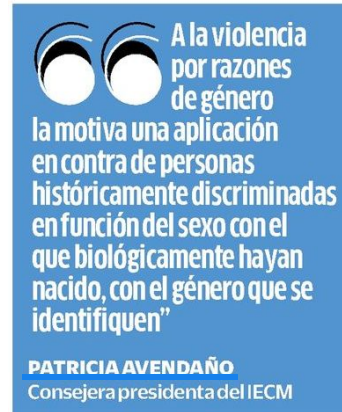 A la violencia
por razones
de género
la motiva una aplicación
en contra de personas
históricamente discriminadas
en función del sexo con el
que biológicamente hayan
nacido, con el género que se
identifiquen”
PATRICIA AVENDAÑO
Consejera presidenta del IECM